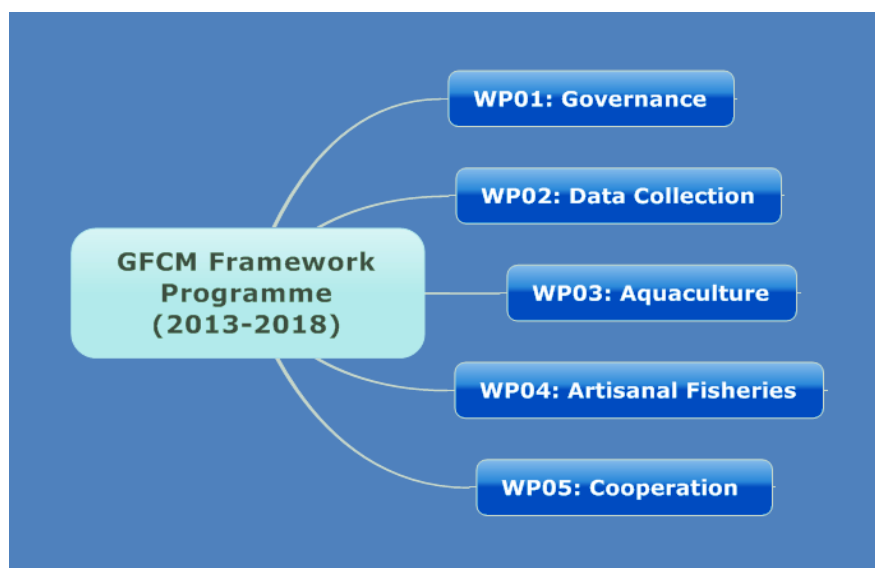 GFCM Framework
Programme
(2013-2018)
WP01: Governance
WP02: Data Collection
WP03: Aquaculture
WP04: Artisanal Fisheries
WP05: Cooperation